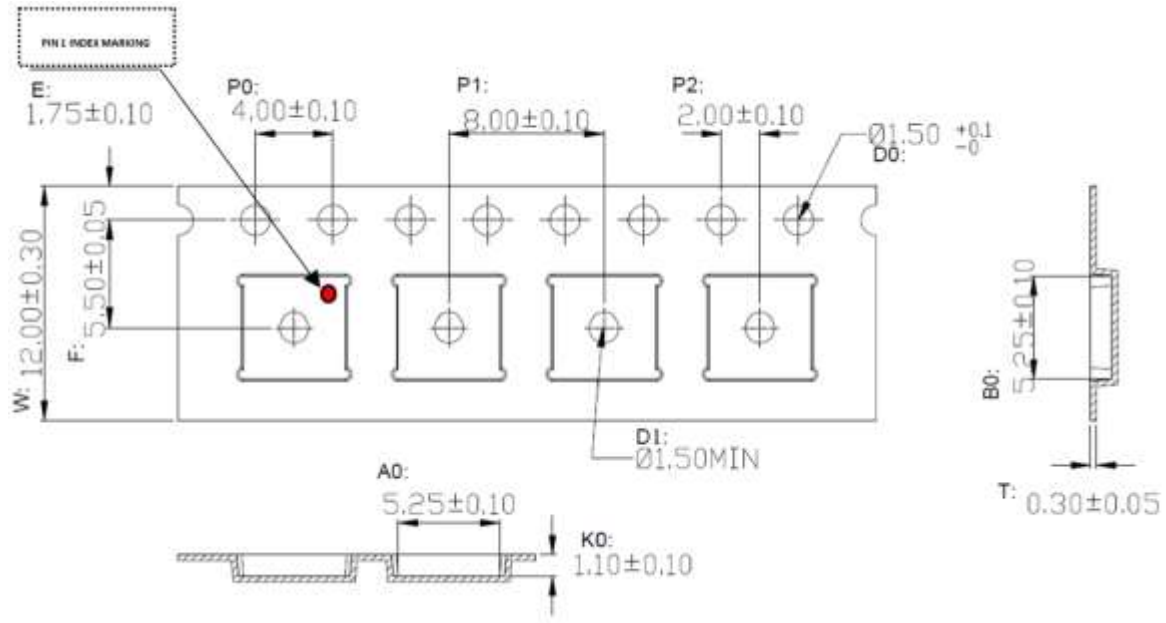 PIN 1 INDEX MARKING
E:
1.75±0.10
P0:
4.00±0.10
P1:
8.00±0.10
P2:
2.00±0.10
Ø1.50 +0.1
-0
D0:
W: 12.00±0.30
F: 5.50±0.05
D1:
Ø1.50MIN
A0:
5.25±0.10
K0:
1.10±0.10
B0: 5.25±0.10
T: 0.30±0.05